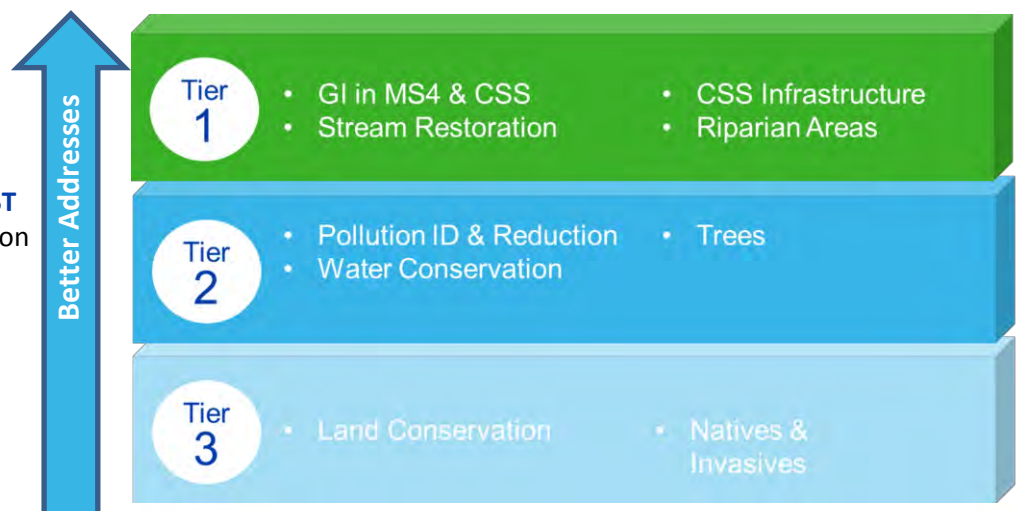 Better Addresses
ST
on
Tier
1
• GI in MS4 & CSS
• Stream Restoration
• CSS Infrastructure
• Riparian Areas
Tier
2
• Pollution ID & Reduction
• Water Conservation
• Trees
Tier
3
• Land Conservation
• Natives &
Invasives